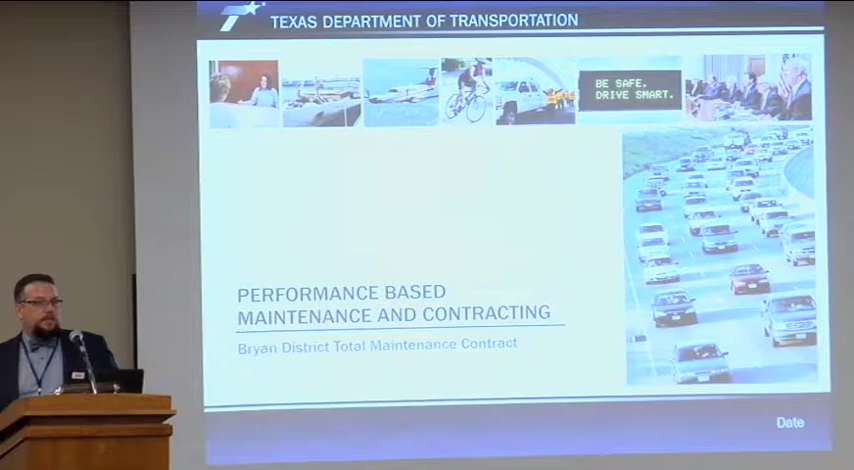 TEXAS DEPARTMENT OF TRANSPORTATION
BE SAFE.
DRIVE SMART.
PERFORMANCE BASED
MAINTENANCE AND CONTRACTING
Bryan District Total Maintenance Contract
Date